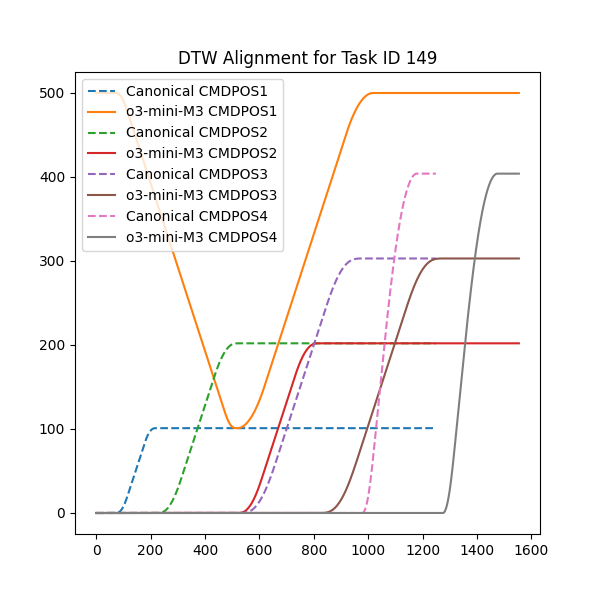 DTW Alignment for Task ID 149
Canonical CMDPOS1
o3-mini-M3 CMDPOS1
Canonical CMDPOS2
o3-mini-M3 CMDPOS2
Canonical CMDPOS3
o3-mini-M3 CMDPOS3
Canonical CMDPOS4
o3-mini-M3 CMDPOS4
500
400
300
200
100
0
0 200 400 600 800 1000 1200 1400 1600